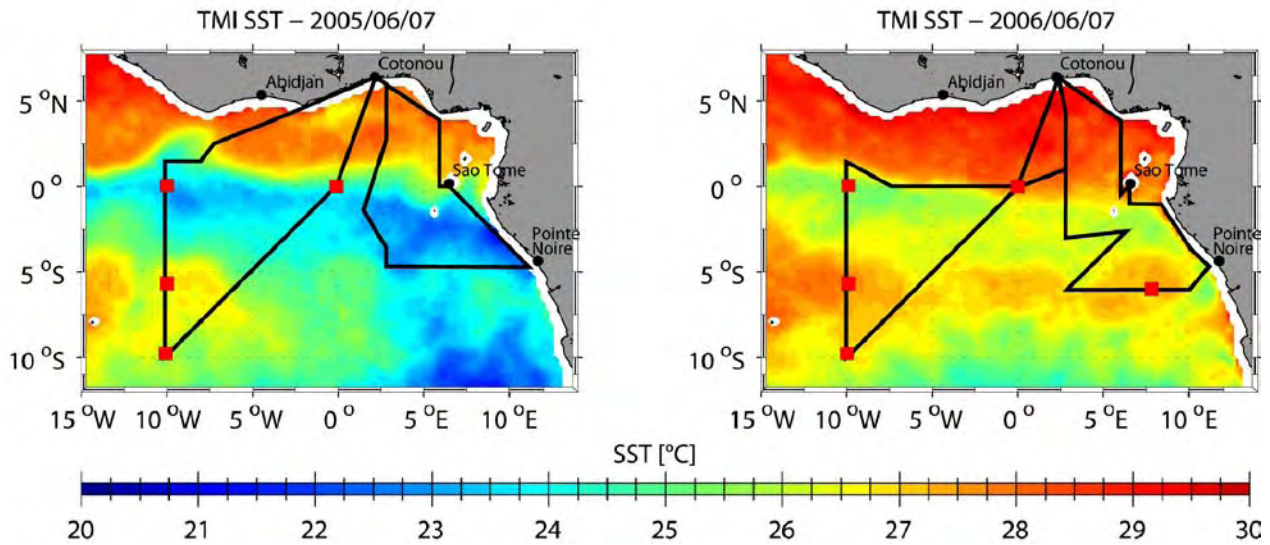 TMI SST – 2005/06/07
TMI SST – 2006/06/07
Cotonou
Abidjan
Sao Tome
Pointe
Noire
5 °N
0 °
5 °S
10 °S
15 °W 10 °W 5 °W 0 ° 5 °E 10 °E
Cotonou
Abidjan
Sao Tome
Pointe
Noire
5 °N
0 °
5 °S
10 °S
15 °W 10 °W 5 °W 0 ° 5 °E 10 °E
SST [°C]
20 21 22 23 24 25 26 27 28 29 30